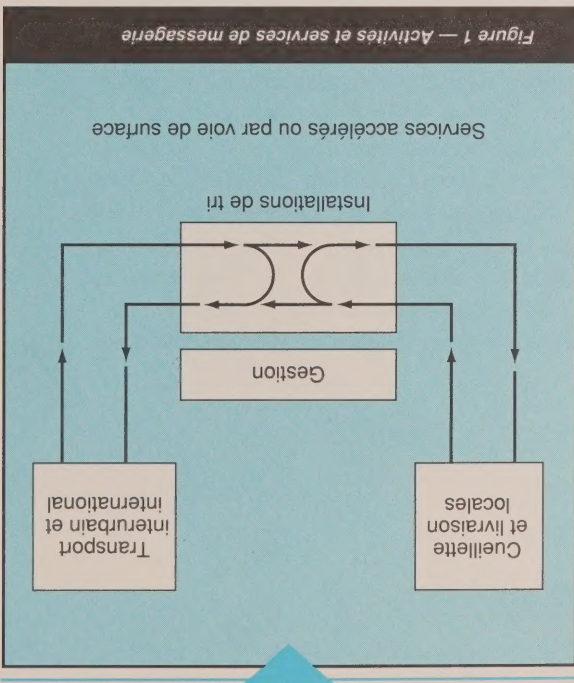 Cueillette
et livraison
locales
Transport
interurbain et
international
Gestion
Installations de tri
Services accélérés ou par voie de surface
Figure 1 — Activités et services de messagerie